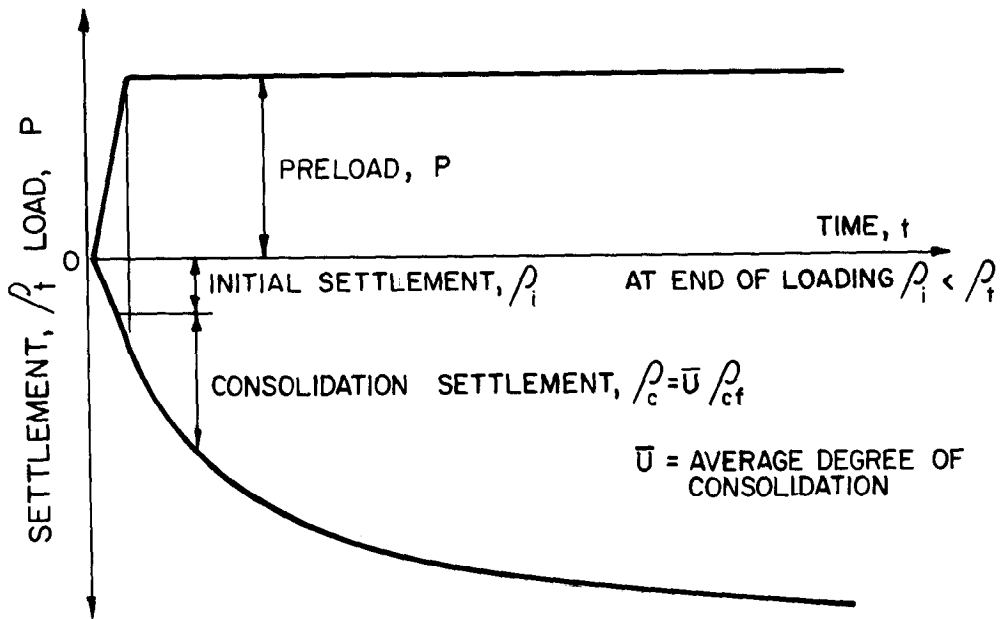 SETTLEMENT, ρt LOAD, P
PRELOAD, P
TIME, t
0
INITIAL SETTLEMENT, ρi
AT END OF LOADING ρi < ρt
CONSOLIDATION SETTLEMENT, ρc = Ū ρcf
Ū = AVERAGE DEGREE OF
CONSOLIDATION